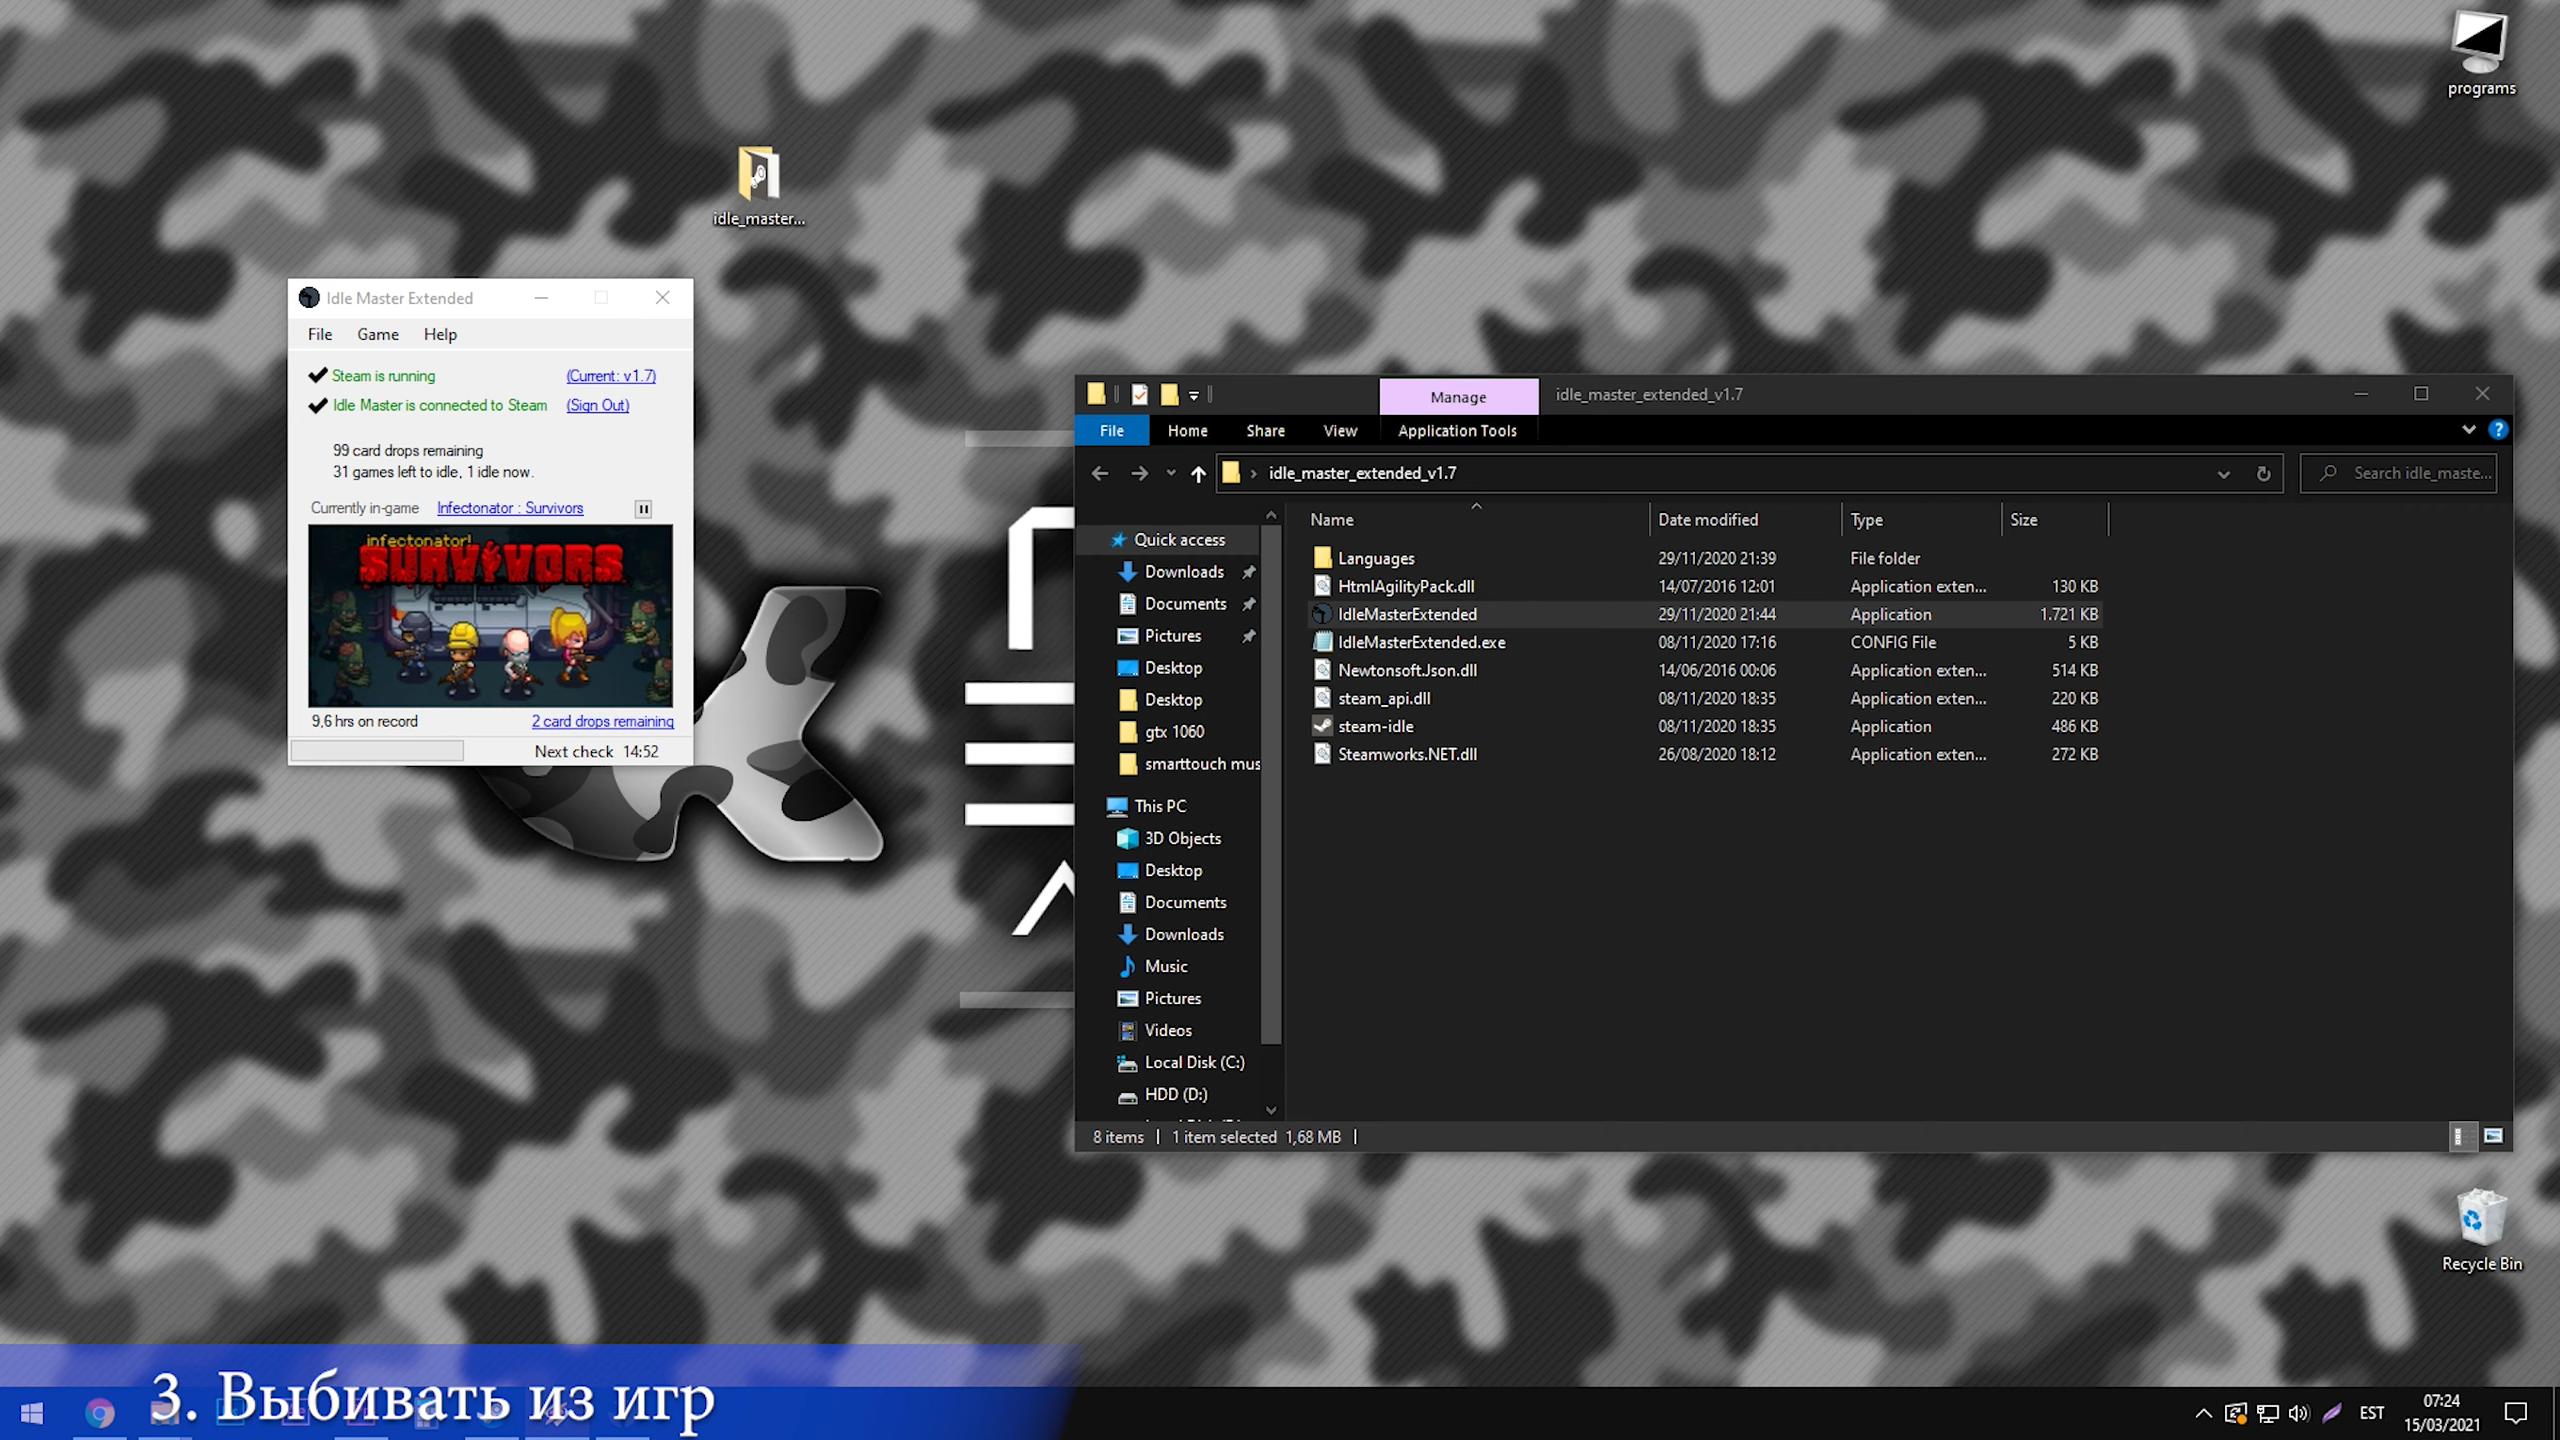 programs
idle_master...
Idle Master Extended
File Game Help
Steam is running (Current: v1.7)
Idle Master is connected to Steam (Sign Out)
99 card drops remaining
31 games left to idle, 1 idle now.
Currently in-game Infectonator : Survivors
infectonator!
SURVIVORS
9,6 hrs on record 2 card drops remaining
Next check 14:52
Manage idle_master_extended_v1.7
File Home Share View Application Tools
idle_master_extended_v1.7 Search idle_maste...
Name Date modified Type Size
Quick access
Downloads
Documents
Pictures
Desktop
Desktop
gtx 1060
smarttouch mus
This PC
3D Objects
Desktop
Documents
Downloads
Music
Pictures
Videos
Local Disk (C:)
HDD (D:)
Languages 29/11/2020 21:39 File folder
HtmlAgilityPack.dll 14/07/2016 12:01 Application exten... 130 KB
IdleMasterExtended 29/11/2020 21:44 Application 1.721 KB
IdleMasterExtended.exe 08/11/2020 17:16 CONFIG File 5 KB
Newtonsoft.Json.dll 14/06/2016 00:06 Application exten... 514 KB
steam_api.dll 08/11/2020 18:35 Application exten... 220 KB
steam-idle 08/11/2020 18:35 Application 486 KB
Steamworks.NET.dll 26/08/2020 18:12 Application exten... 272 KB
8 items 1 item selected 1,68 MB
Recycle Bin
3. Выбивать из игр
EST
07:24
15/03/2021